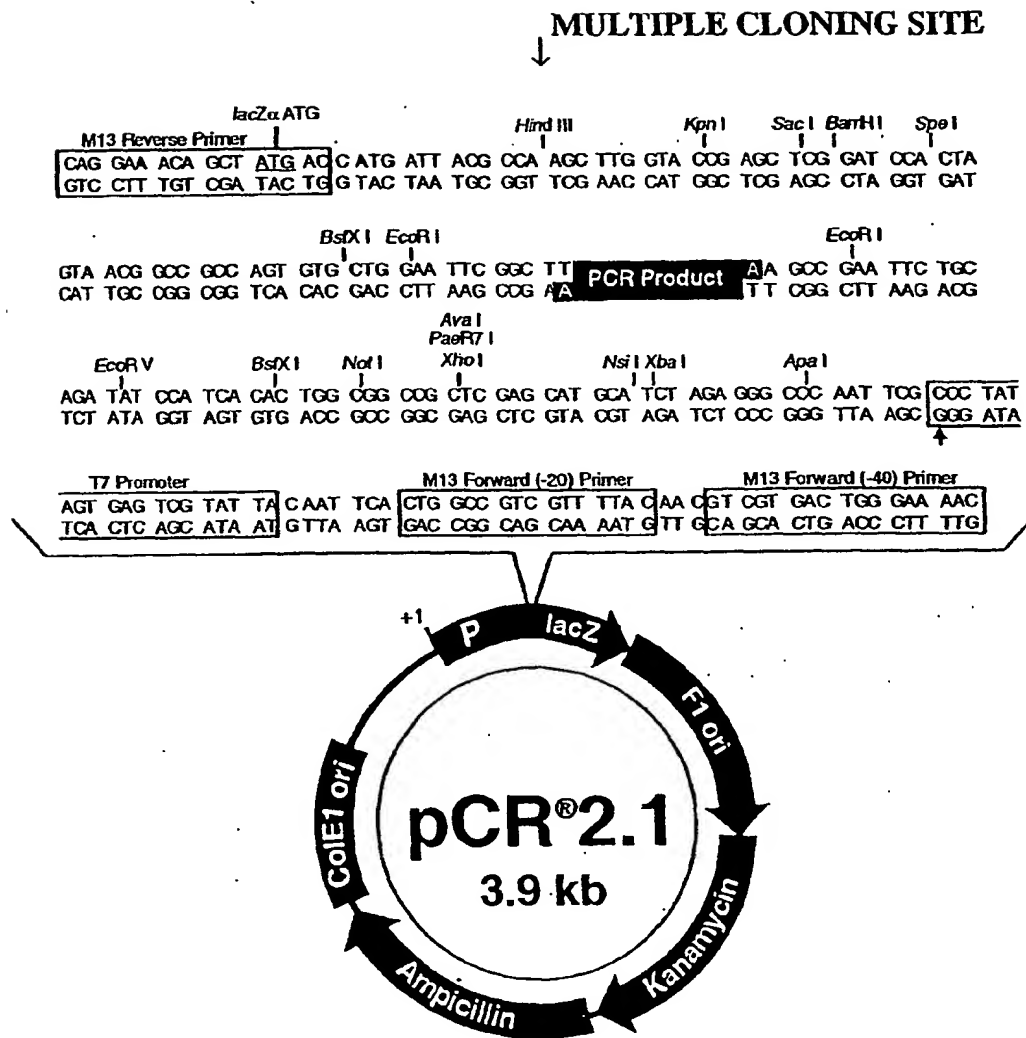 MULTIPLE CLONING SITE
lacZα ATG
M13 Reverse Primer
Hind III Kpn I Sac I BamH I Spe I
CAG GAA ACA GCT ATG AC C ATG ATT ACG CCA AGC TTG GTA CCG AGC TCG GAT CCA CTA
GTC CTT TGT CGA TAC TG G TAC TAA TGC GGT TCG AAC CAT GGC TCG AGC CTA GGT GAT
BstX I EcoR I EcoR I
GTA ACG GCC GCC AGT GTG CTG GAA TTC GGC TT PCR Product A A GCC GAA TTC TGC
CAT TGC CGG CGG TCA CAC GAC CTT AAG CCG A A T T CGG CTT AAG ACG
Ava I
PaeR7 I
EcoR V BstX I Not I Xho I Nsi I Xba I Apa I
AGA TAT CCA TCA CAC TGG CGG CCG CTC GAG CAT GCA TCT AGA GGG CCC AAT TCG CCC TAT
TCT ATA GGT AGT GTG ACC GCC GGC GAG CTC GTA CGT AGA TCT CCC GGG TTA AGC GGG ATA
T7 Promoter M13 Forward (-20) Primer M13 Forward (-40) Primer
AGT GAG TCG TAT TA C AAT TCA CTG GCC GTC GTT TTA C AAC GT CGT GAC TGG GAA AAC
TCA CTC AGC ATA AT G TTA AGT GAC CGG CAG CAA AAT G TTG CA GCA CTG ACC CTT TTG
+1
P lacZ
F1 ori
Kanamycin
Ampicillin
ColE1 ori
pCR®2.1
3.9 kb